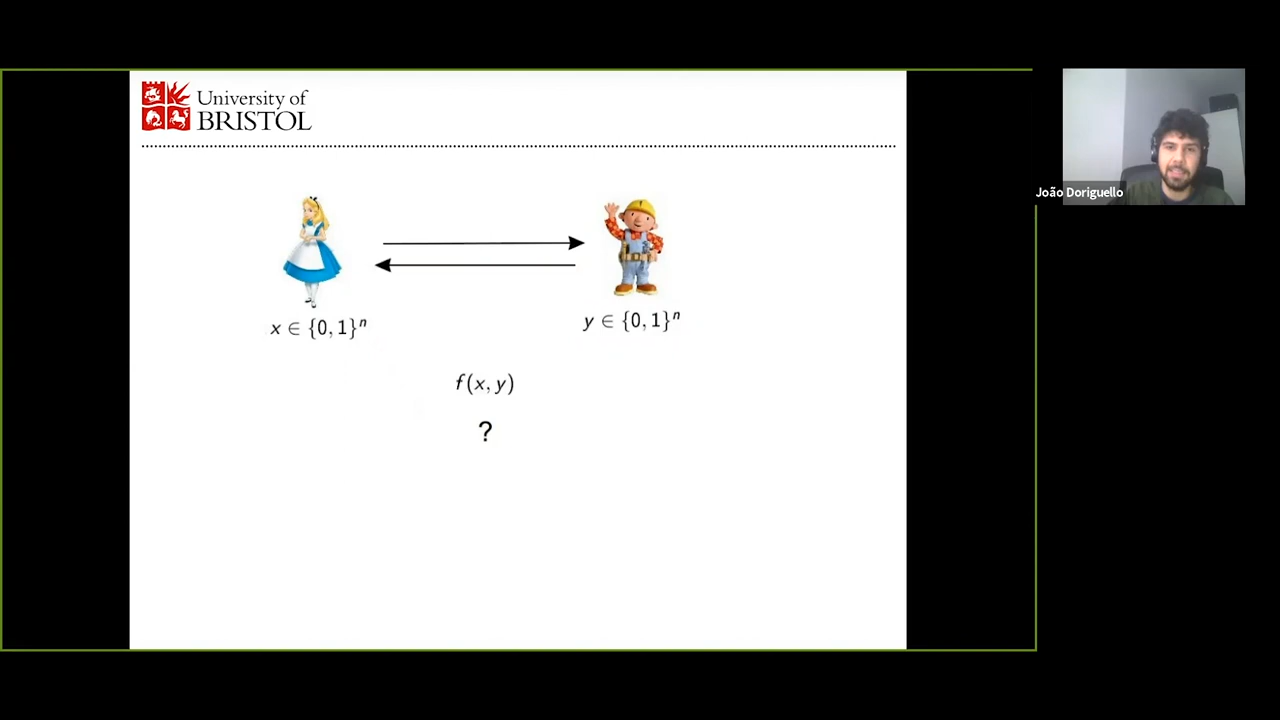 University of
BRISTOL
João Doriguello
x ∈ {0, 1}ⁿ
y ∈ {0, 1}ⁿ
f(x, y)
?